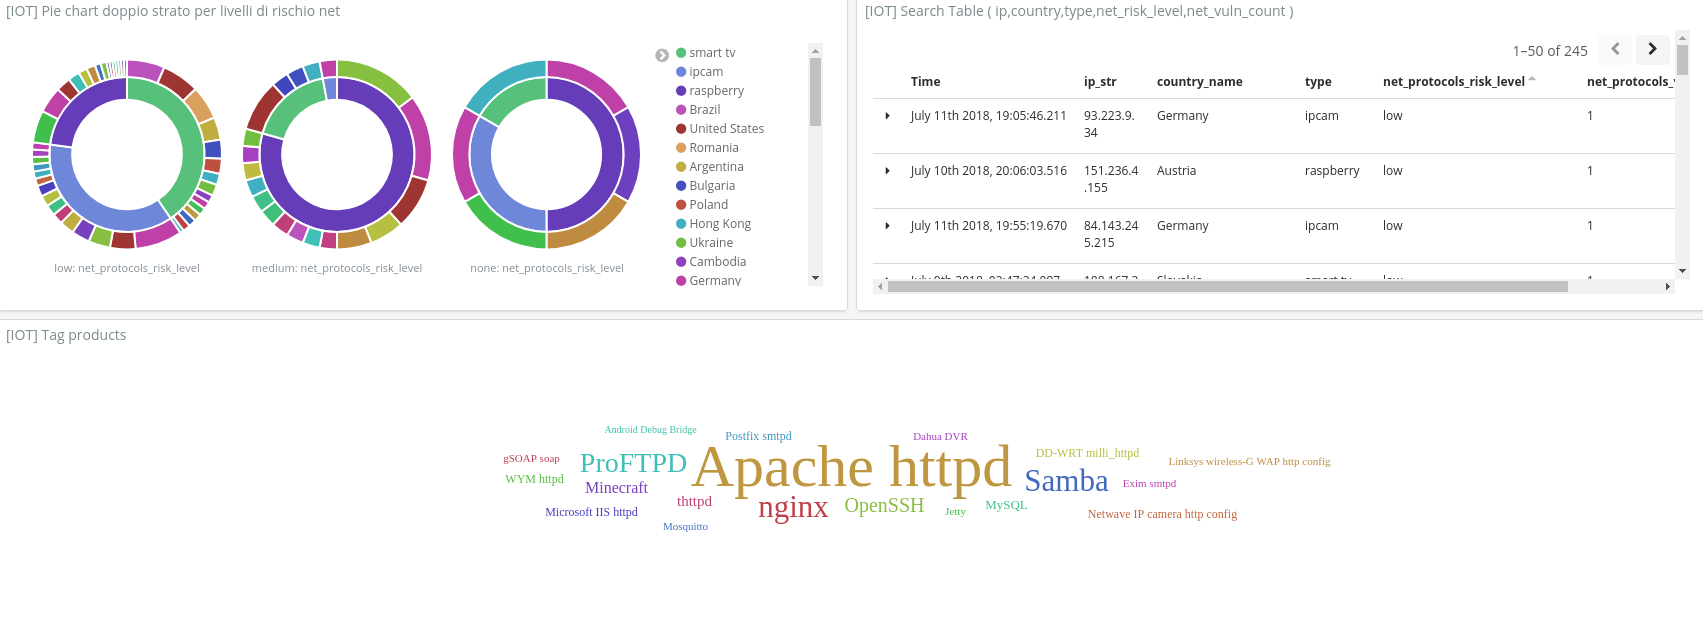 [IOT] Pie chart doppio strato per livelli di rischio net
smart tv
ipcam
raspberry
Brazil
United States
Romania
Argentina
Bulgaria
Poland
Hong Kong
Ukraine
Cambodia
Germany
low: net_protocols_risk_level
medium: net_protocols_risk_level
none: net_protocols_risk_level
[IOT] Search Table ( ip,country,type,net_risk_level,net_vuln_count )
1–50 of 245
Time ip_str country_name type net_protocols_risk_level net_protocols_
July 11th 2018, 19:05:46.211 93.223.9. Germany ipcam low 1
34
July 10th 2018, 20:06:03.516 151.236.4 Austria raspberry low 1
.155
July 11th 2018, 19:55:19.670 84.143.24 Germany ipcam low 1
5.215
[IOT] Tag products
Android Debug Bridge
Postfix smtpd
Dahua DVR
gSOAP soap
ProFTPD
Apache httpd
DD-WRT milli_httpd
Linksys wireless-G WAP http config
WYM httpd
Minecraft
Samba
Exim smtpd
thttpd
nginx
OpenSSH
Jetty
MySQL
Microsoft IIS httpd
Netwave IP camera http config
Mosquitto